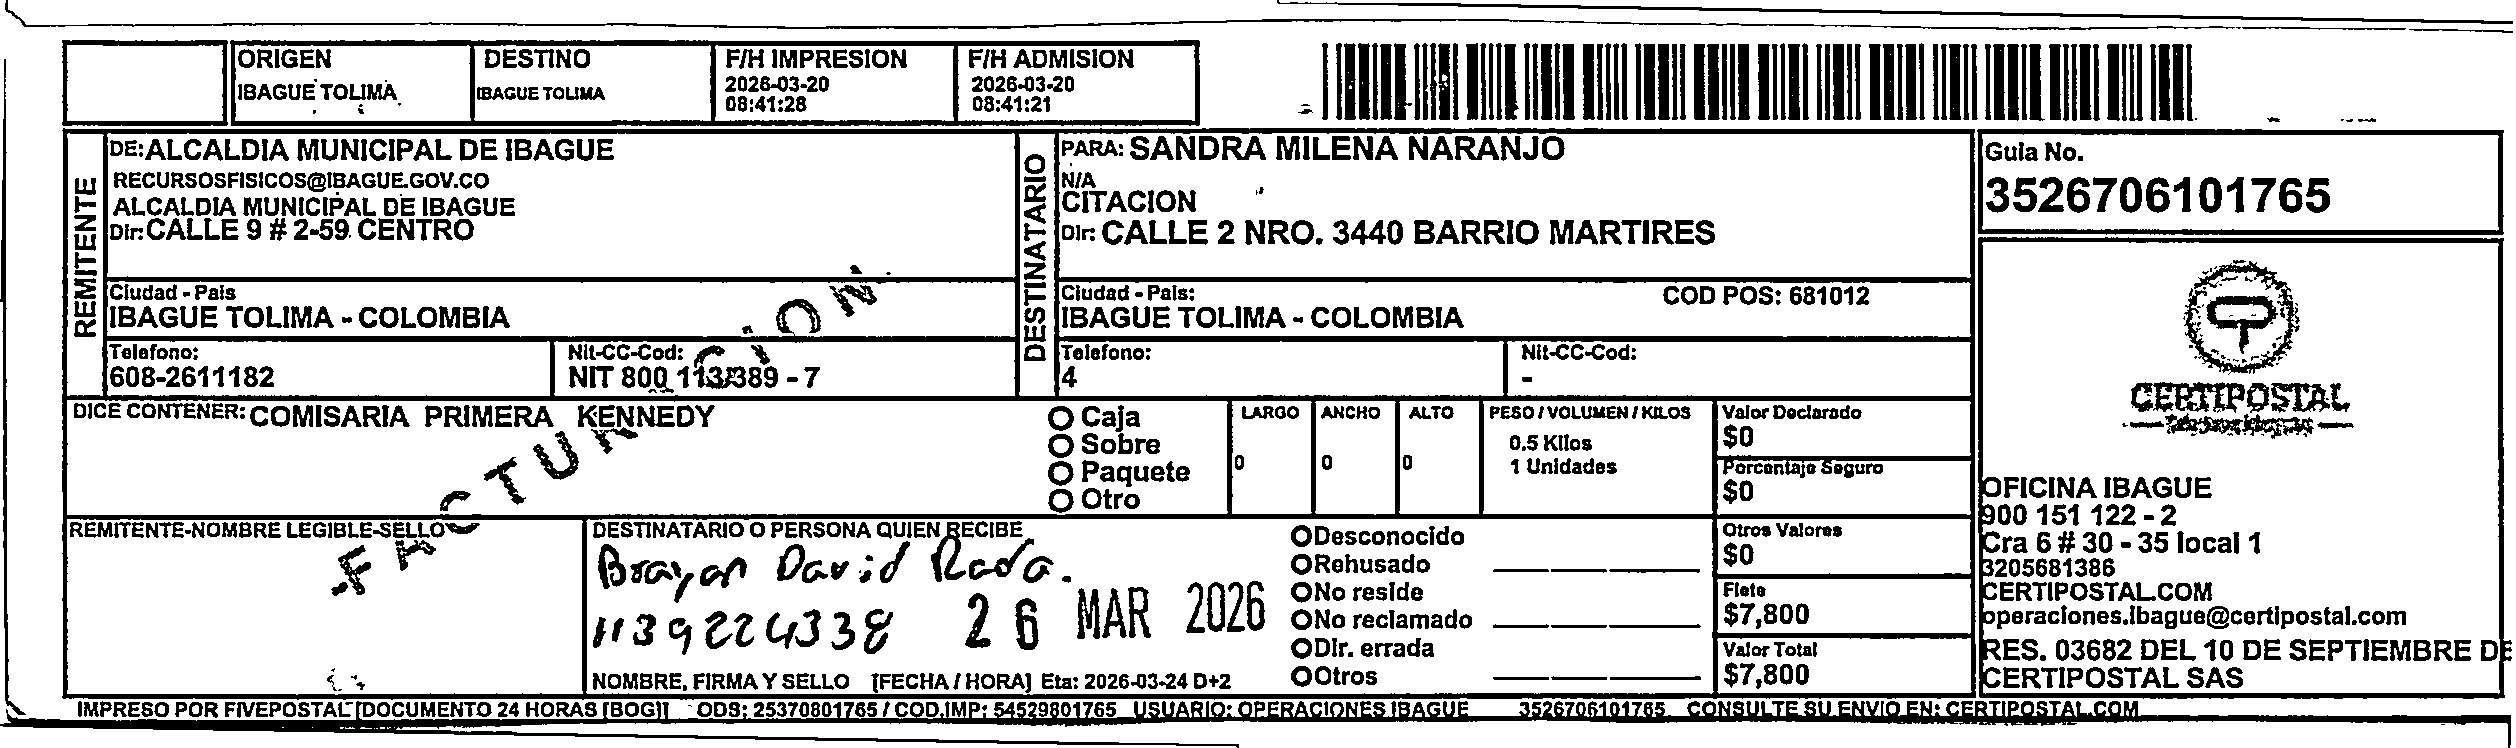 ORIGEN
IBAGUE TOLIMA
DESTINO
IBAGUE TOLIMA
F/H IMPRESION
2026-03-20
08:41:28
F/H ADMISION
2026-03-20
08:41:21
REMITENTE
DE: ALCALDIA MUNICIPAL DE IBAGUE
RECURSOSFISICOS@IBAGUE.GOV.CO
ALCALDIA MUNICIPAL DE IBAGUE
Dir: CALLE 9 # 2-59 CENTRO
Ciudad - Pais
IBAGUE TOLIMA - COLOMBIA
Telefono:
608-2611182
Nit-CC-Cod:
NIT 800 113389 - 7
DESTINATARIO
PARA: SANDRA MILENA NARANJO
N/A
CITACION
Dir: CALLE 2 NRO. 3440 BARRIO MARTIRES
Ciudad - Pais:
COD POS: 681012
IBAGUE TOLIMA - COLOMBIA
Telefono:
4
Nit-CC-Cod:
-
Guia No.
3526706101765
DICE CONTENER: COMISARIA PRIMERA KENNEDY
Caja
Sobre
Paquete
Otro
LARGO
0
ANCHO
0
ALTO
0
PESO / VOLUMEN / KILOS
0.5 Kilos
1 Unidades
Valor Declarado
$0
Porcentaje Seguro
$0
Otros Valores
$0
Flete
$7,800
Valor Total
$7,800
REMITENTE-NOMBRE LEGIBLE-SELLO
DESTINATARIO O PERSONA QUIEN RECIBE
Brayan David Rada.
1139224338
26 MAR 2026
NOMBRE, FIRMA Y SELLO [FECHA / HORA] Eta: 2026-03-24 D+2
Desconocido
Rehusado
No reside
No reclamado
Dir. errada
Otros
CERTIPOSTAL
OFICINA IBAGUE
900 151 122 - 2
Cra 6 # 30 - 35 local 1
3205681386
CERTIPOSTAL.COM
operaciones.ibague@certipostal.com
RES. 03682 DEL 10 DE SEPTIEMBRE DE
CERTIPOSTAL SAS
IMPRESO POR FIVEPOSTAL [DOCUMENTO 24 HORAS [BOG]] ODS: 25370801765 / COD.IMP: 54529801765 USUARIO: OPERACIONES IBAGUE 3526706101765 CONSULTE SU ENVIO EN: CERTIPOSTAL.COM